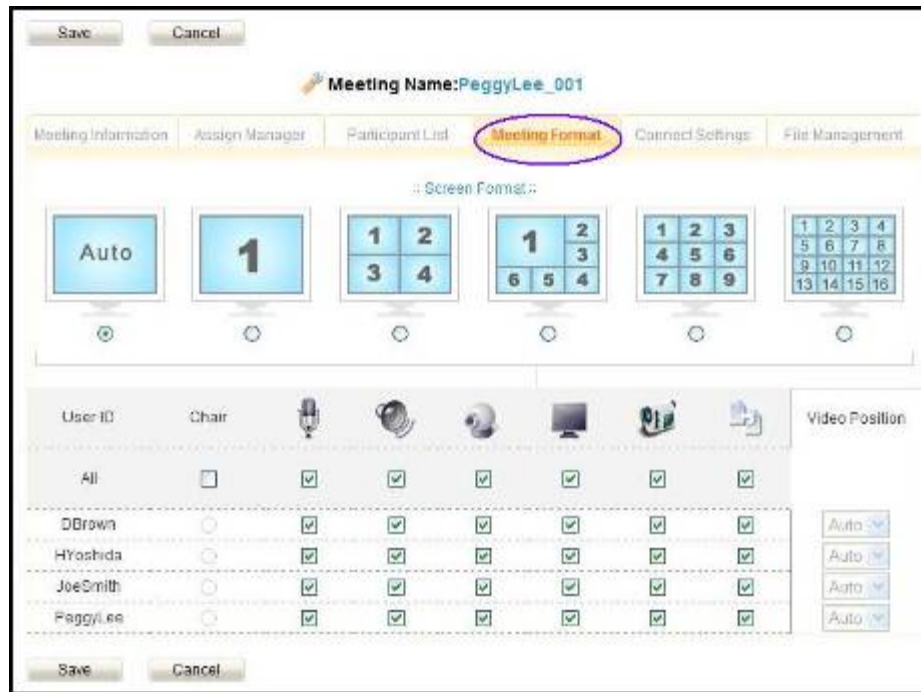 Save Cancel
Meeting Name:PeggyLee_001
Meeting Information Assign Manager Participant List Meeting Format Connect Settings File Management
:: Screen Format ::
Auto 1 1 2 3 4 1 2 3 6 5 4 1 2 3 4 5 6 7 8 9 1 2 3 4 5 6 7 8 9 10 11 12 13 14 15 16
User ID Chair Video Position
All
DBrown Auto
HYoshida Auto
JoeSmith Auto
PeggyLee Auto
Save Cancel